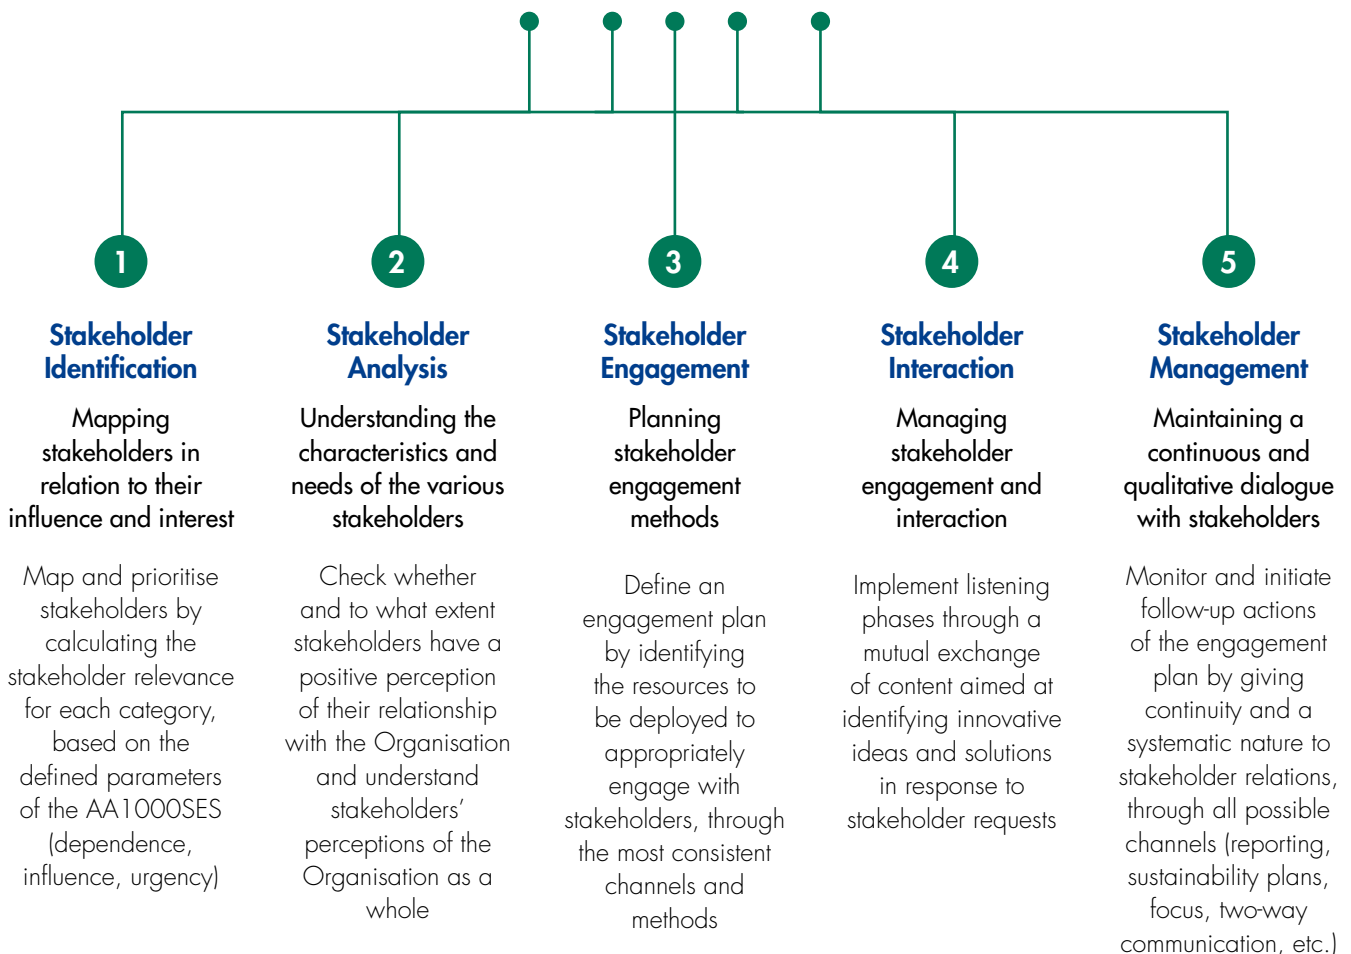 1
Stakeholder
Identification
Mapping
stakeholders in
relation to their
influence and interest
Map and prioritise
stakeholders by
calculating the
stakeholder relevance
for each category,
based on the
defined parameters
of the AA1000SES
(dependence,
influence, urgency)
2
Stakeholder
Analysis
Understanding the
characteristics and
needs of the various
stakeholders
Check whether
and to what extent
stakeholders have a
positive perception
of their relationship
with the Organisation
and understand
stakeholders’
perceptions of the
Organisation as a
whole
3
Stakeholder
Engagement
Planning
stakeholder
engagement
methods
Define an
engagement plan
by identifying
the resources to
be deployed to
appropriately
engage with
stakeholders, through
the most consistent
channels and
methods
4
Stakeholder
Interaction
Managing
stakeholder
engagement and
interaction
Implement listening
phases through a
mutual exchange
of content aimed at
identifying innovative
ideas and solutions
in response to
stakeholder requests
5
Stakeholder
Management
Maintaining a
continuous and
qualitative dialogue
with stakeholders
Monitor and initiate
follow-up actions
of the engagement
plan by giving
continuity and a
systematic nature to
stakeholder relations,
through all possible
channels (reporting,
sustainability plans,
focus, two-way
communication, etc.)